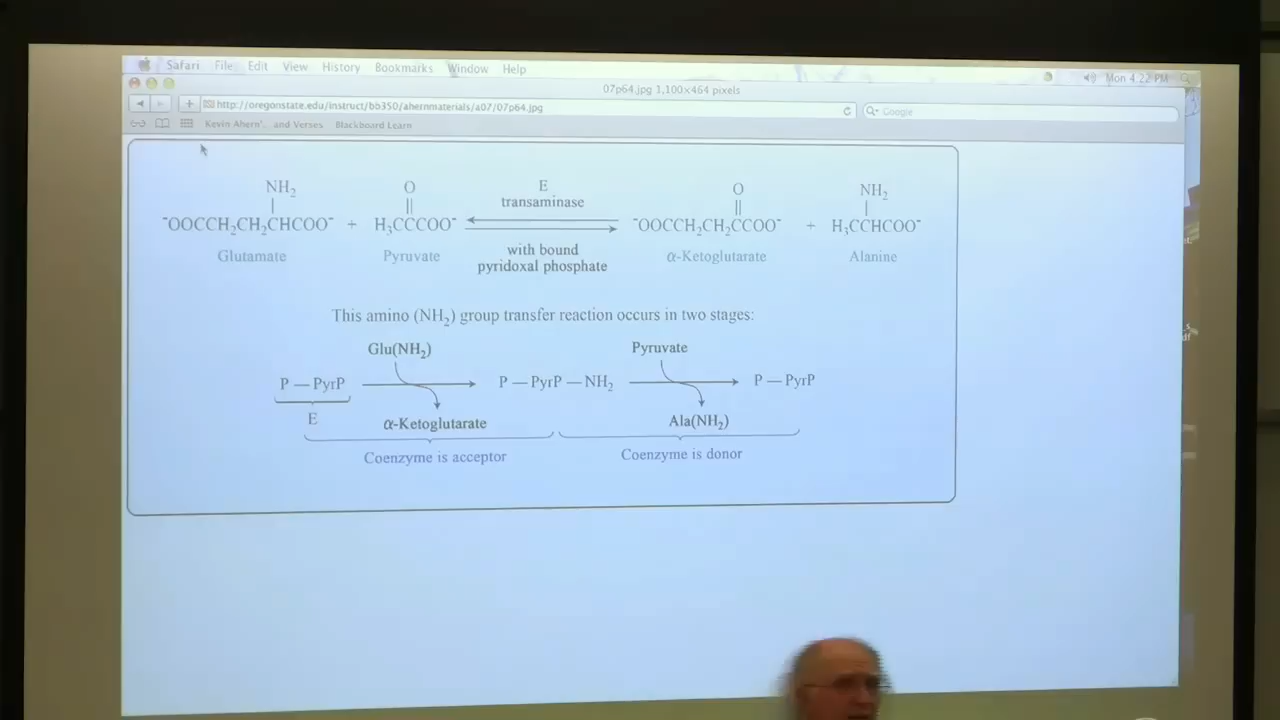 Safari File Edit View History Bookmarks Window Help Mon 4:22 PM
07p64.jpg 1,100×464 pixels
http://oregonstate.edu/instruct/bb350/ahernmaterials/a07/07p64.jpg Google
Kevin Ahern'. and Verses Blackboard Learn
NH₂ O E O NH₂
transaminase
⁻OOCCH₂CH₂CHCOO⁻ + H₃CCCOO⁻ ⁻OOCCH₂CH₂CCOO⁻ + H₃CCHCOO⁻
with bound
Glutamate Pyruvate pyridoxal phosphate α-Ketoglutarate Alanine
This amino (NH₂) group transfer reaction occurs in two stages:
Glu(NH₂) Pyruvate
P — PyrP P — PyrP — NH₂ P — PyrP
E α-Ketoglutarate Ala(NH₂)
Coenzyme is acceptor Coenzyme is donor